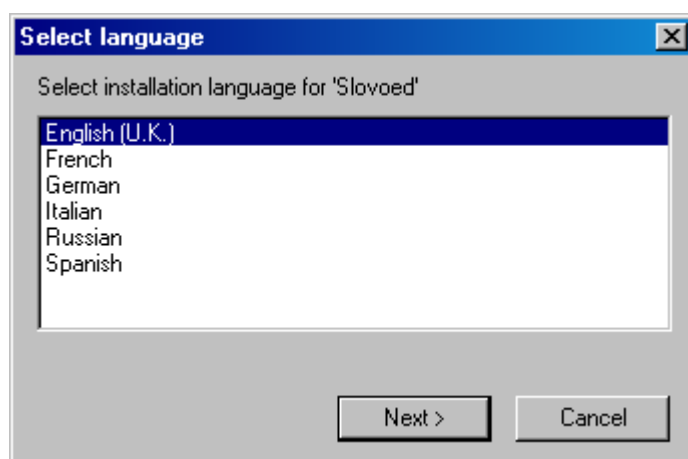 Select language
Select installation language for 'Slovoed'
English (U.K.)
French
German
Italian
Russian
Spanish
Next >
Cancel